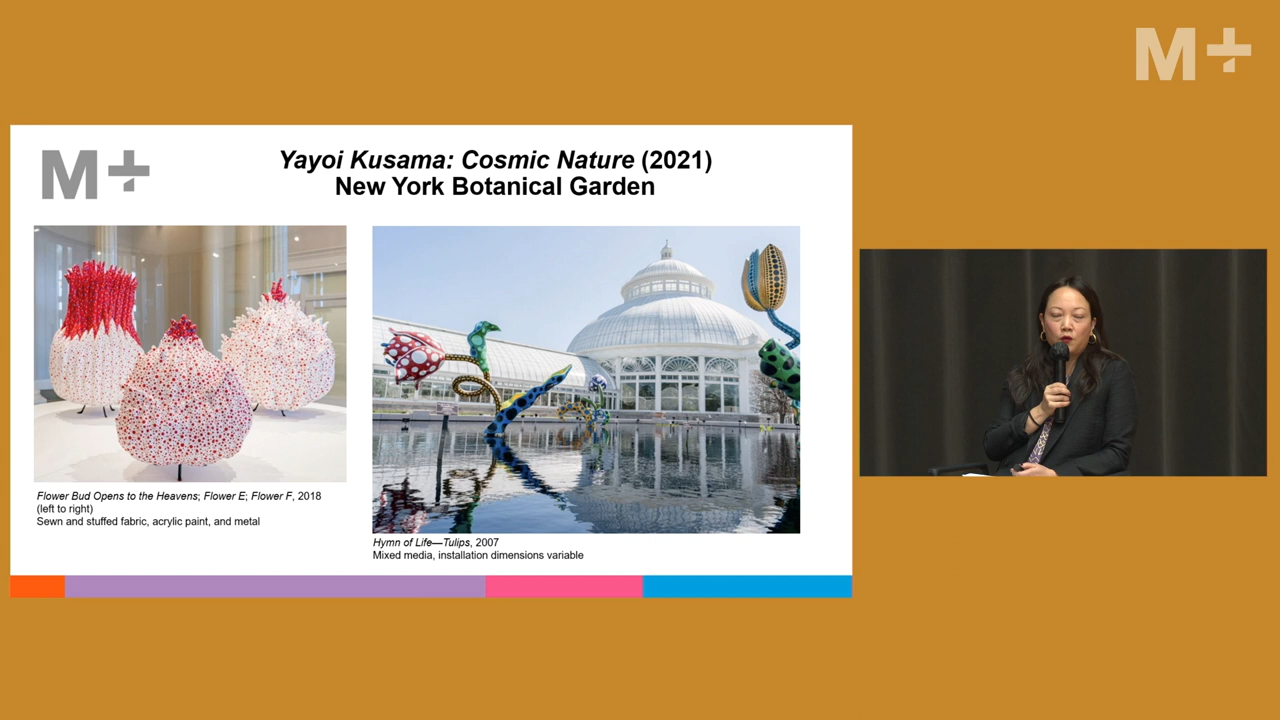 M+
M+
Yayoi Kusama: Cosmic Nature (2021)
New York Botanical Garden
Flower Bud Opens to the Heavens; Flower E; Flower F, 2018
(left to right)
Sewn and stuffed fabric, acrylic paint, and metal
Hymn of Life—Tulips, 2007
Mixed media, installation dimensions variable